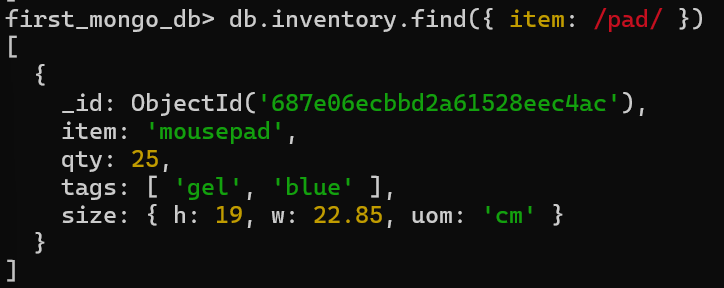 first_mongo_db> db.inventory.find({ item: /pad/ })
[
  {
    _id: ObjectId('687e06ecbbd2a61528eec4ac'),
    item: 'mousepad',
    qty: 25,
    tags: [ 'gel', 'blue' ],
    size: { h: 19, w: 22.85, uom: 'cm' }
  }
]